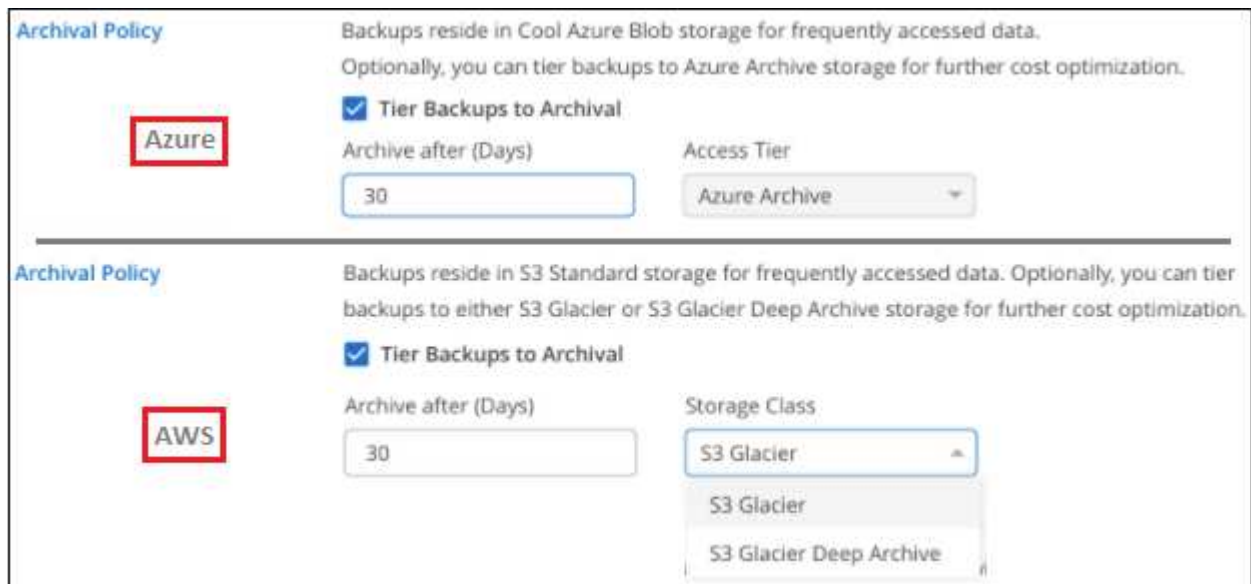 Archival Policy
Backups reside in Cool Azure Blob storage for frequently accessed data.
Optionally, you can tier backups to Azure Archive storage for further cost optimization.
Tier Backups to Archival
Azure
Archive after (Days)
Access Tier
30
Azure Archive
Archival Policy
Backups reside in S3 Standard storage for frequently accessed data. Optionally, you can tier
backups to either S3 Glacier or S3 Glacier Deep Archive storage for further cost optimization.
Tier Backups to Archival
AWS
Archive after (Days)
Storage Class
30
S3 Glacier
S3 Glacier
S3 Glacier Deep Archive